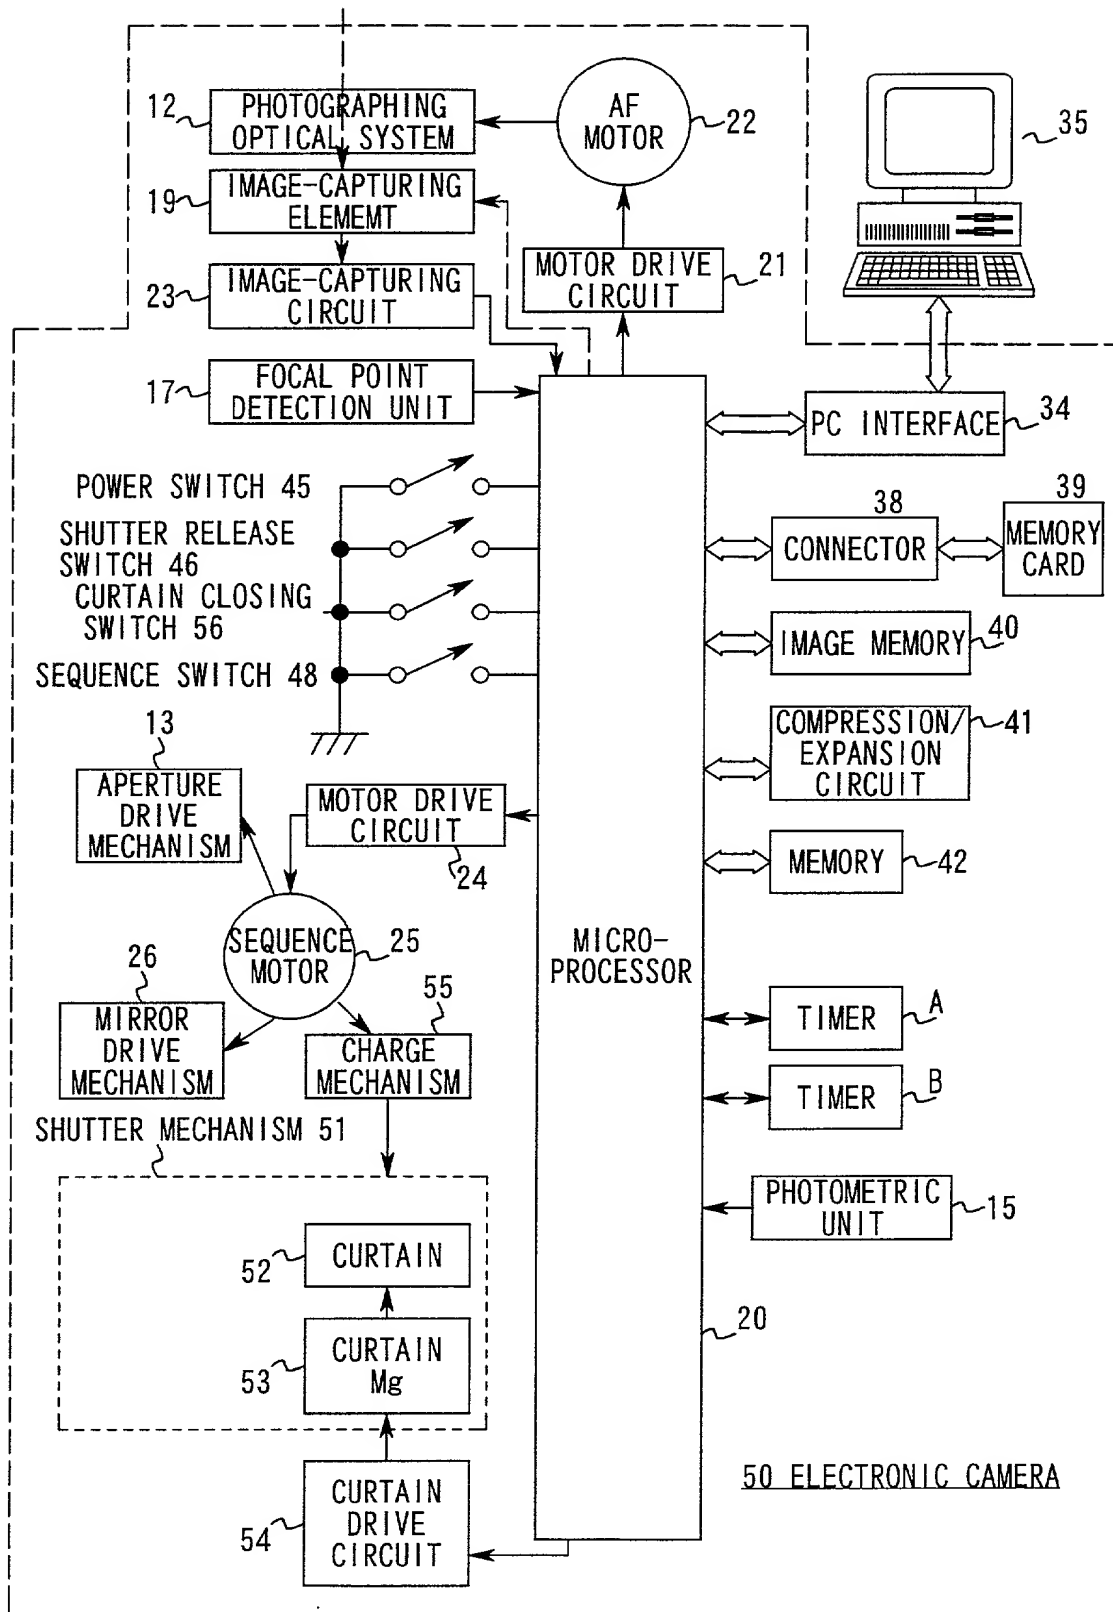 12
PHOTOGRAPHING
OPTICAL SYSTEM
AF
MOTOR
22
35
19
IMAGE-CAPTURING
ELEMEMT
23
IMAGE-CAPTURING
CIRCUIT
MOTOR DRIVE
CIRCUIT
21
17
FOCAL POINT
DETECTION UNIT
PC INTERFACE
34
POWER SWITCH 45
SHUTTER RELEASE
SWITCH 46
CURTAIN CLOSING
SWITCH 56
SEQUENCE SWITCH 48
38
CONNECTOR
39
MEMORY
CARD
IMAGE MEMORY
40
COMPRESSION/
EXPANSION
CIRCUIT
41
MEMORY
42
13
APERTURE
DRIVE
MECHANISM
MOTOR DRIVE
CIRCUIT
24
SEQUENCE
MOTOR
25
MICRO-
PROCESSOR
26
MIRROR
DRIVE
MECHANISM
55
CHARGE
MECHANISM
TIMER
A
TIMER
B
SHUTTER MECHANISM 51
PHOTOMETRIC
UNIT
15
52
CURTAIN
53
CURTAIN
Mg
20
54
CURTAIN
DRIVE
CIRCUIT
50 ELECTRONIC CAMERA